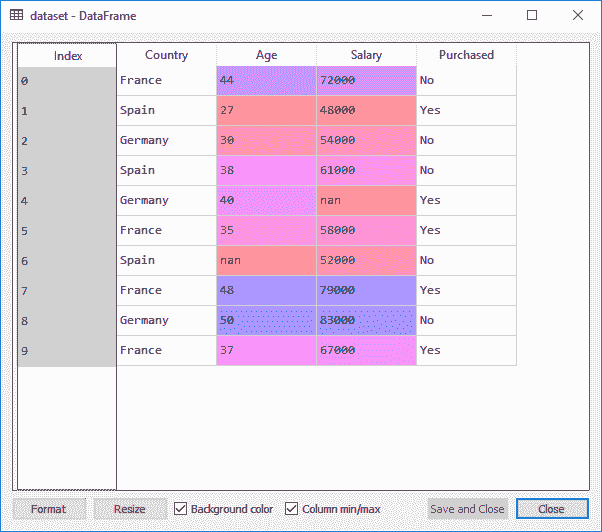 dataset - DataFrame
Index Country Age Salary Purchased
0 France 44 72000 No
1 Spain 27 48000 Yes
2 Germany 30 54000 No
3 Spain 38 61000 No
4 Germany 40 nan Yes
5 France 35 58000 Yes
6 Spain nan 52000 No
7 France 48 79000 Yes
8 Germany 50 83000 No
9 France 37 67000 Yes
Format Resize Background color Column min/max Save and Close Close